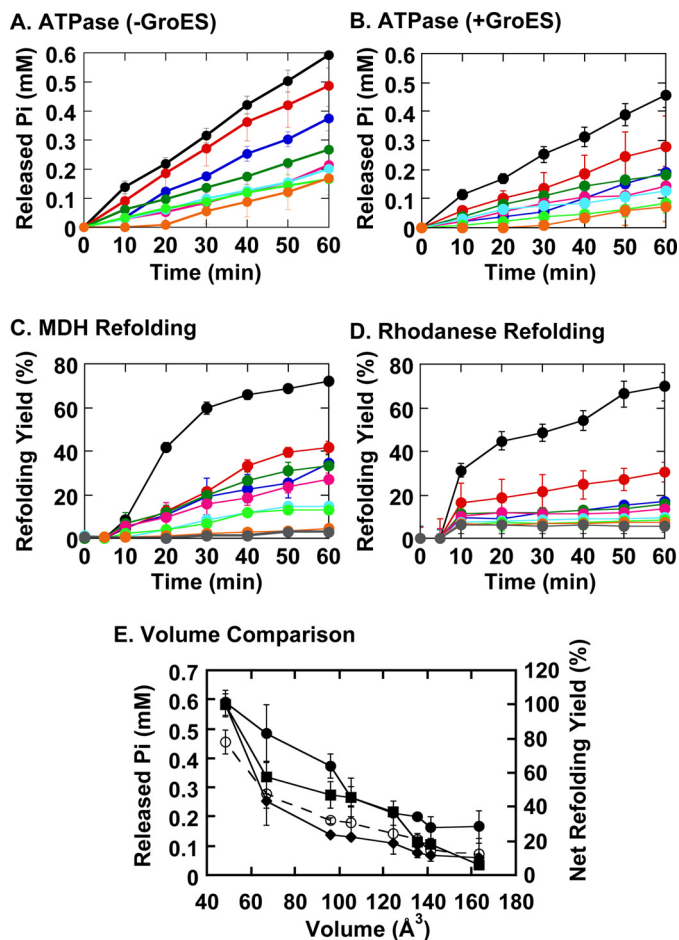 A. ATPase (-GroES)
Released Pi (mM)
0.6
0.5
0.4
0.3
0.2
0.1
0
0 10 20 30 40 50 60
Time (min)
B. ATPase (+GroES)
Released Pi (mM)
0.6
0.5
0.4
0.3
0.2
0.1
0
0 10 20 30 40 50 60
Time (min)
C. MDH Refolding
Refolding Yield (%)
80
60
40
20
0
0 10 20 30 40 50 60
Time (min)
D. Rhodanese Refolding
Refolding Yield (%)
80
60
40
20
0
0 10 20 30 40 50 60
Time (min)
E. Volume Comparison
Released Pi (mM)
0.7
0.6
0.5
0.4
0.3
0.2
0.1
0
120
100
80
60
40
20
0
Net Refolding Yield (%)
40 60 80 100 120 140 160 180
Volume (Å3)